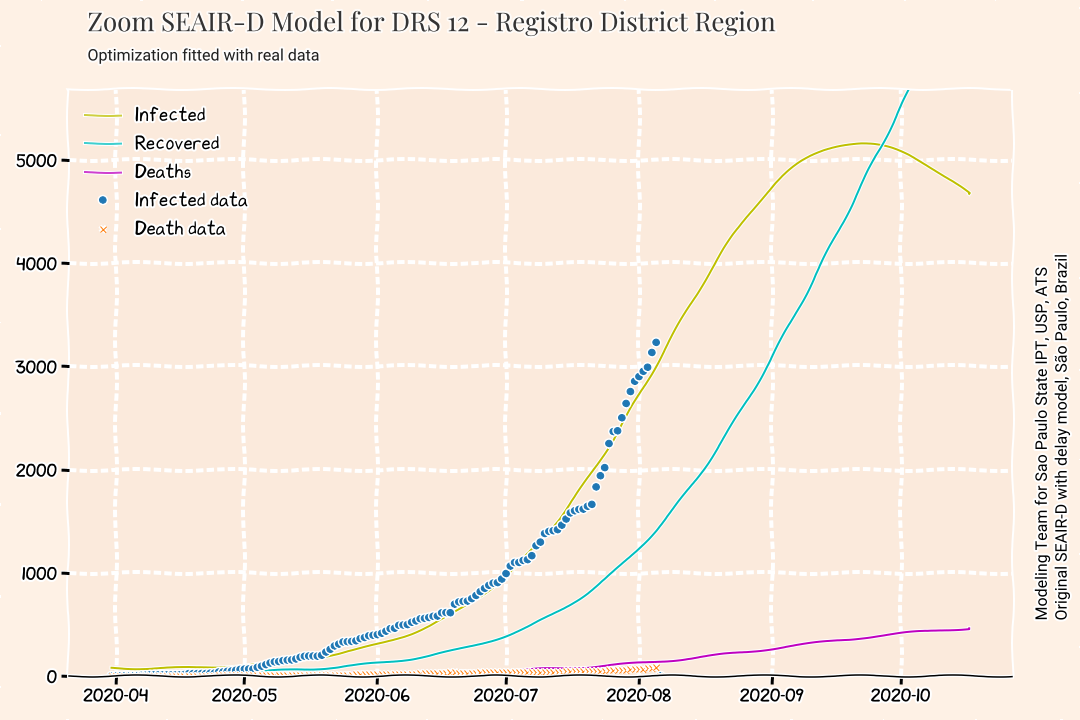 Zoom SEAIR-D Model for DRS 12 - Registro District Region
Optimization fitted with real data
Infected
Recovered
Deaths
Infected data
Death data
5000
4000
3000
2000
1000
0
2020-04
2020-05
2020-06
2020-07
2020-08
2020-09
2020-10
Modeling Team for Sao Paulo State IPT, USP, ATS
Original SEAIR-D with delay model, São Paulo, Brazil